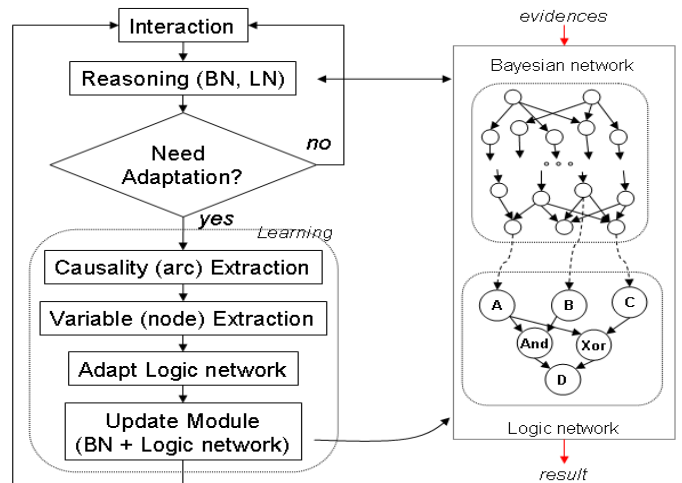 Interaction
Reasoning (BN, LN)
Need
Adaptation?
no
yes
Learning
Causality (arc) Extraction
Variable (node) Extraction
Adapt Logic network
Update Module
(BN + Logic network)
evidences
Bayesian network
A
B
C
And
Xor
D
Logic network
result